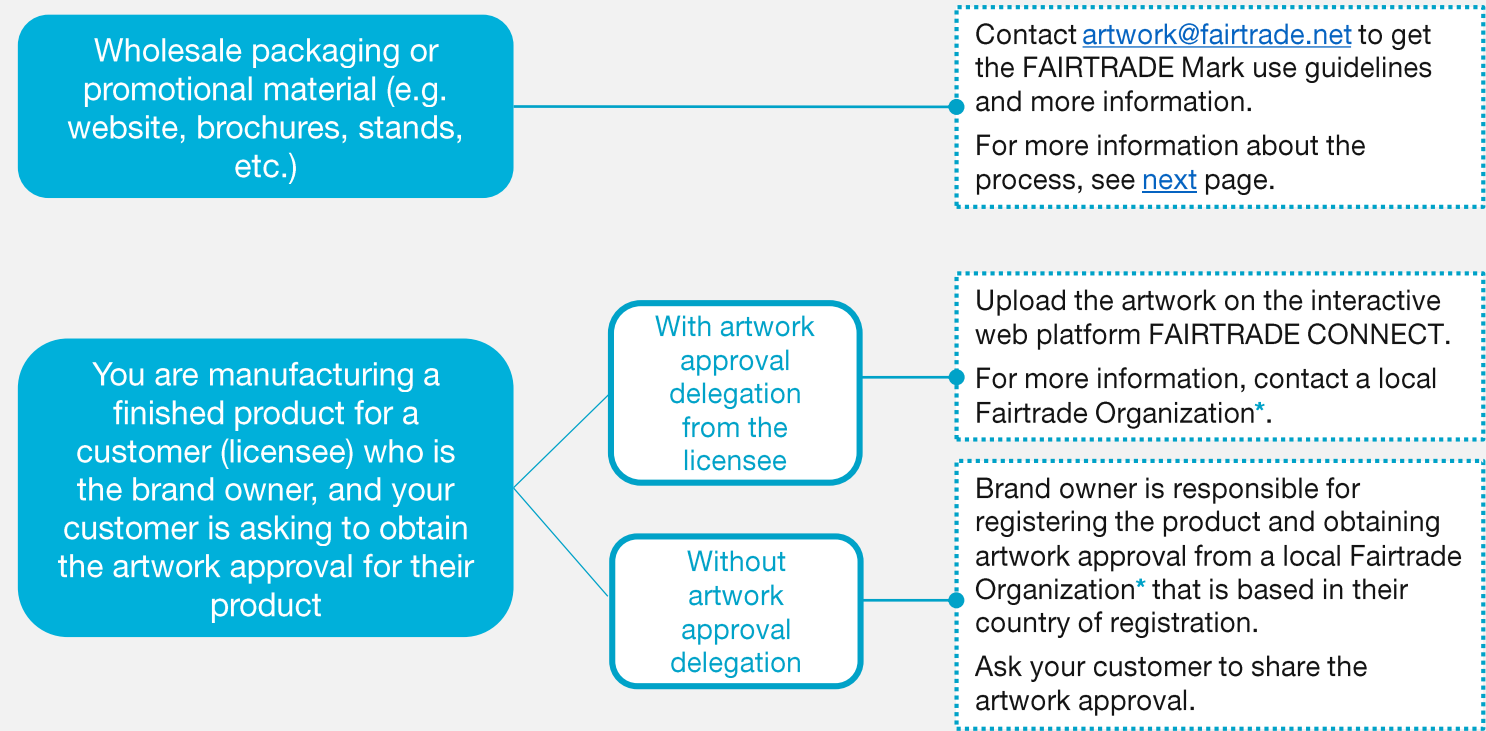 Wholesale packaging or
promotional material (e.g.
website, brochures, stands,
etc.)
Contact artwork@fairtrade.net to get
the FAIRTRADE Mark use guidelines
and more information.
For more information about the
process, see next page.
You are manufacturing a
finished product for a
customer (licensee) who is
the brand owner, and your
customer is asking to obtain
the artwork approval for their
product
With artwork
approval
delegation
from the
licensee
Upload the artwork on the interactive
web platform FAIRTRADE CONNECT.
For more information, contact a local
Fairtrade Organization*.
Without
artwork
approval
delegation
Brand owner is responsible for
registering the product and obtaining
artwork approval from a local Fairtrade
Organization* that is based in their
country of registration.
Ask your customer to share the
artwork approval.